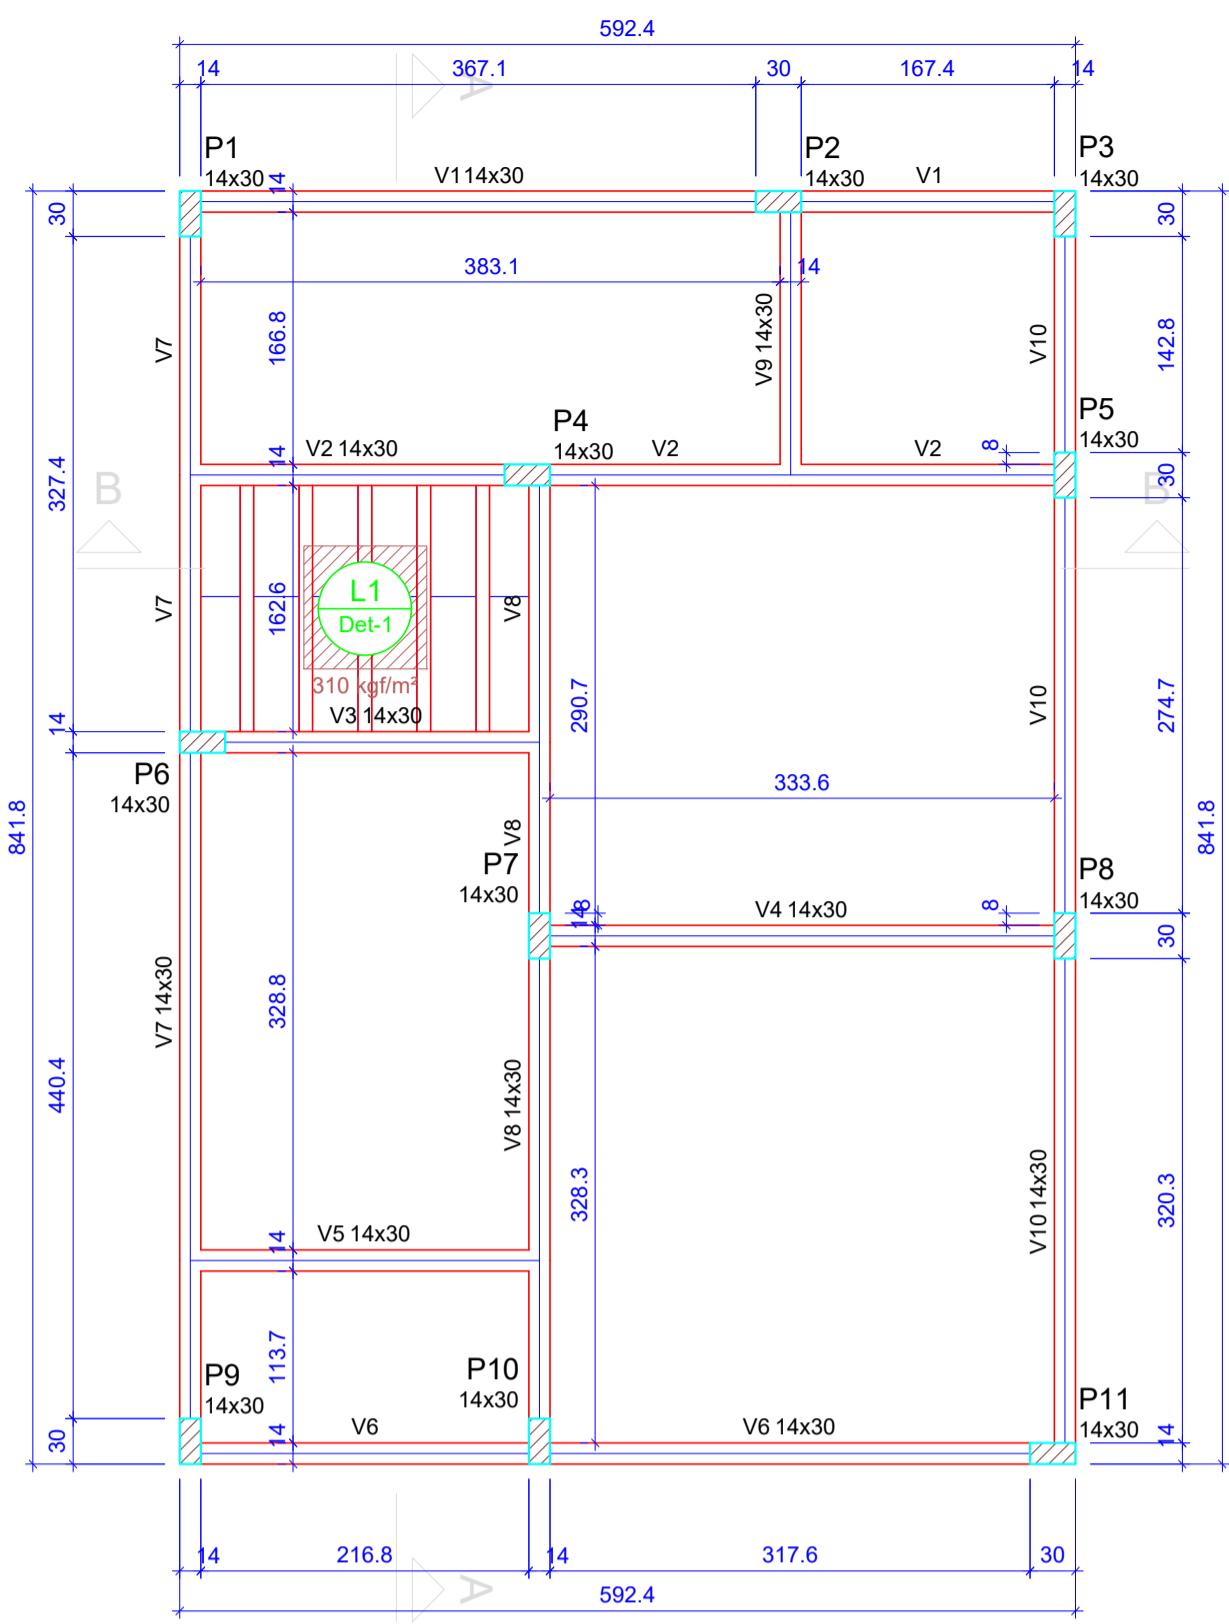 592.4
14
367.1
30
167.4
14
A
P1
14x30
14
V1 14x30
P2
14x30
V1
P3
14x30
30
30
383.1
14
V7
166.8
V9 14x30
V10
142.8
P4
14x30
P5
14x30
V2 14x30
V2
V2
14
8
327.4
B
B
30
L1
Det-1
V7
162.6
V8
310 kgf/m²
V3 14x30
290.7
V10
274.7
14
P6
14x30
333.6
841.8
841.8
V8
P7
14x30
P8
14x30
V4 14x30
14
8
8
30
V7 14x30
328.8
440.4
V8 14x30
328.3
V10 14x30
320.3
V5 14x30
14
113.7
P9
14x30
P10
14x30
P11
14x30
V6
V6 14x30
30
14
14
14
216.8
14
317.6
30
A
592.4